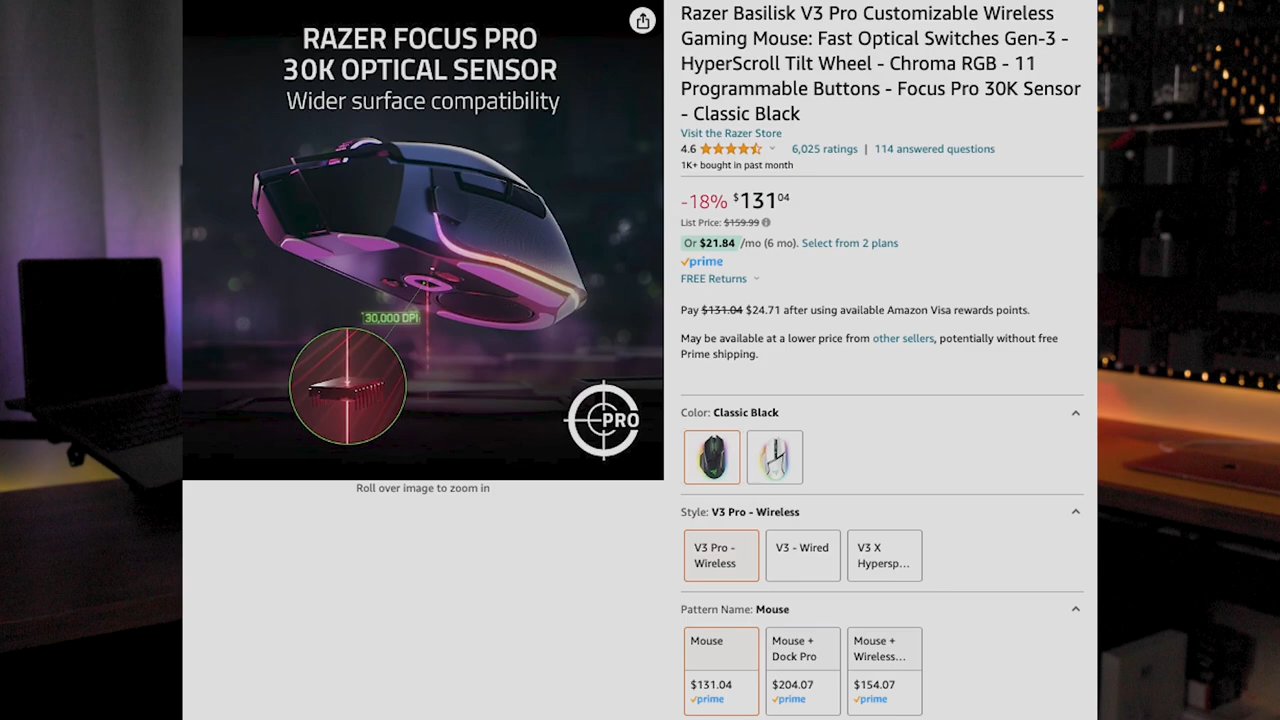 RAZER FOCUS PRO
30K OPTICAL SENSOR
Wider surface compatibility
30,000 DPI
PRO
Roll over image to zoom in
Razer Basilisk V3 Pro Customizable Wireless
Gaming Mouse: Fast Optical Switches Gen-3 -
HyperScroll Tilt Wheel - Chroma RGB - 11
Programmable Buttons - Focus Pro 30K Sensor
- Classic Black
Visit the Razer Store
4.6 6,025 ratings | 114 answered questions
1K+ bought in past month
-18% $13104
List Price: $159.99
Or $21.84 /mo (6 mo). Select from 2 plans
prime
FREE Returns
Pay $131.04 $24.71 after using available Amazon Visa rewards points.
May be available at a lower price from other sellers, potentially without free
Prime shipping.
Color: Classic Black
Style: V3 Pro - Wireless
V3 Pro -
Wireless
V3 - Wired
V3 X
Hypersp...
Pattern Name: Mouse
Mouse
$131.04
prime
Mouse +
Dock Pro
$204.07
prime
Mouse +
Wireless...
$154.07
prime